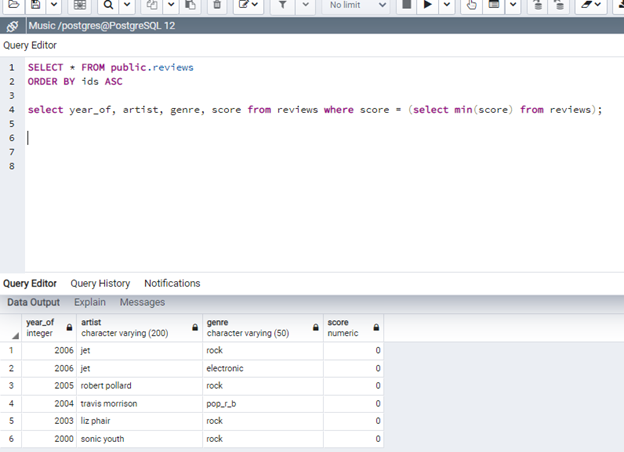 No limit
Music /postgres@PostgreSQL 12
Query Editor
1 SELECT * FROM public.reviews
2 ORDER BY ids ASC
3
4 select year_of, artist, genre, score from reviews where score = (select min(score) from reviews);
5
6
7
8
Query Editor Query History Notifications
Data Output Explain Messages
year_of artist genre score
integer character varying (200) character varying (50) numeric
1 2006 jet rock 0
2 2006 jet electronic 0
3 2005 robert pollard rock 0
4 2004 travis morrison pop_r_b 0
5 2003 liz phair rock 0
6 2000 sonic youth rock 0